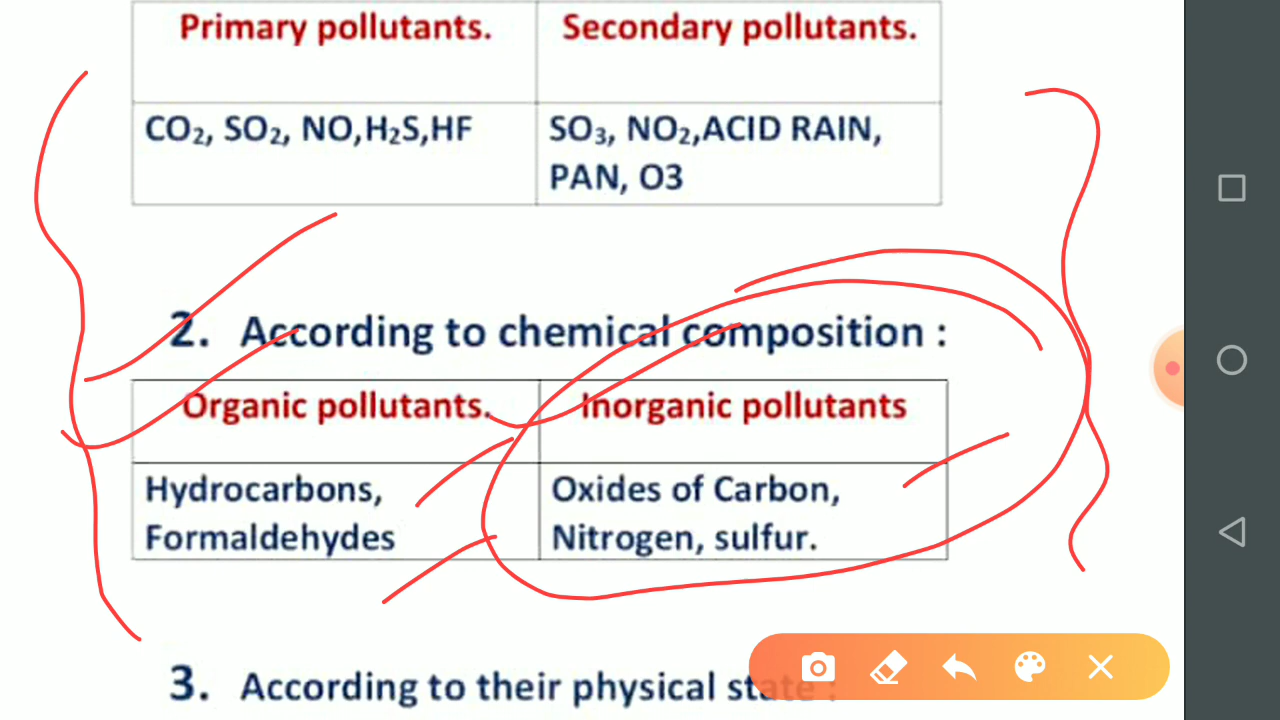 Primary pollutants. Secondary pollutants.
CO₂, SO₂, NO,H₂S,HF SO₃, NO₂,ACID RAIN,
PAN, O3
2. According to chemical composition :
Organic pollutants. Inorganic pollutants
Hydrocarbons, Oxides of Carbon,
Formaldehydes Nitrogen, sulfur.
3. According to their physical state :